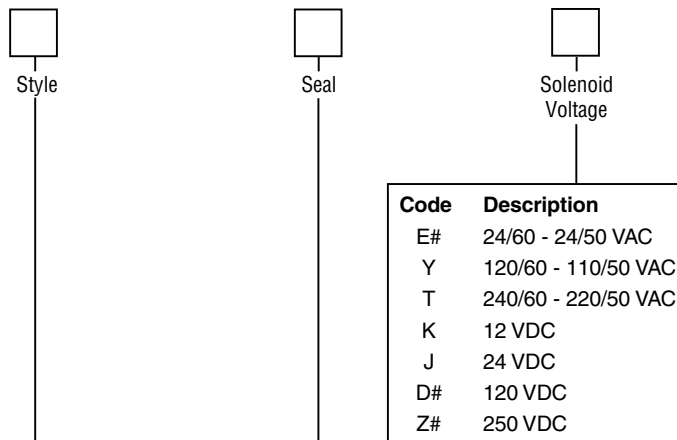 Style
Seal
Solenoid
Voltage
Code Description
E# 24/60 - 24/50 VAC
Y 120/60 - 110/50 VAC
T 240/60 - 220/50 VAC
K 12 VDC
J 24 VDC
D# 120 VDC
Z# 250 VDC